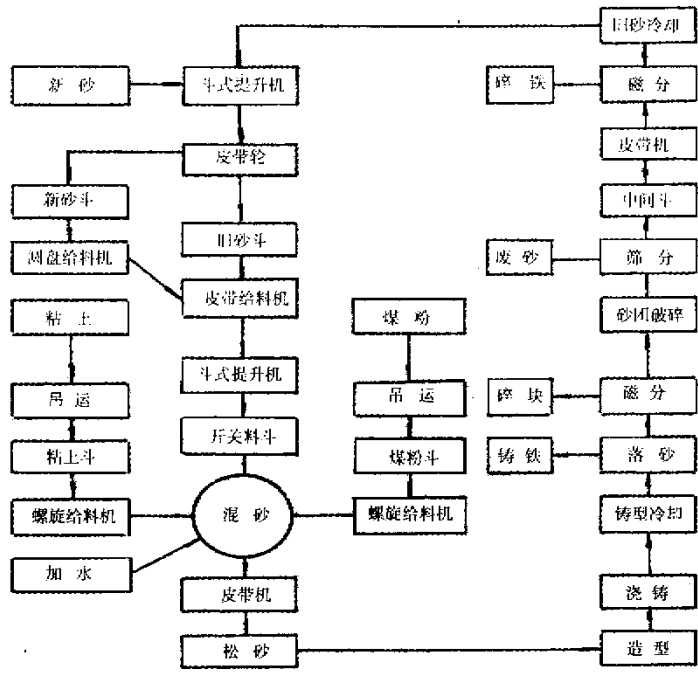 旧砂冷却
新砂
斗式提升机
碎铁
磁分
皮带轮
皮带机
新砂斗
中间斗
旧砂斗
圆盘给料机
废砂
筛分
皮带给料机
粘土
煤粉
砂团破碎
斗式提升机
吊运
吊运
碎块
磁分
开关料斗
粘土斗
煤粉斗
铸铁
落砂
螺旋给料机
混砂
螺旋给料机
铸型冷却
加水
皮带机
浇铸
松砂
造型